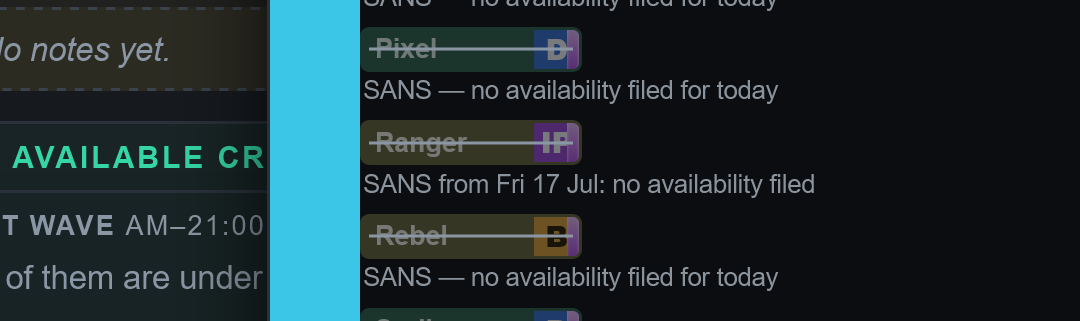 SANS — no availability filed for today
lo notes yet.
AVAILABLE CR
T WAVE AM–21:00
of them are under
Pixel D
SANS — no availability filed for today
Ranger IP
SANS from Fri 17 Jul: no availability filed
Rebel B
SANS — no availability filed for today